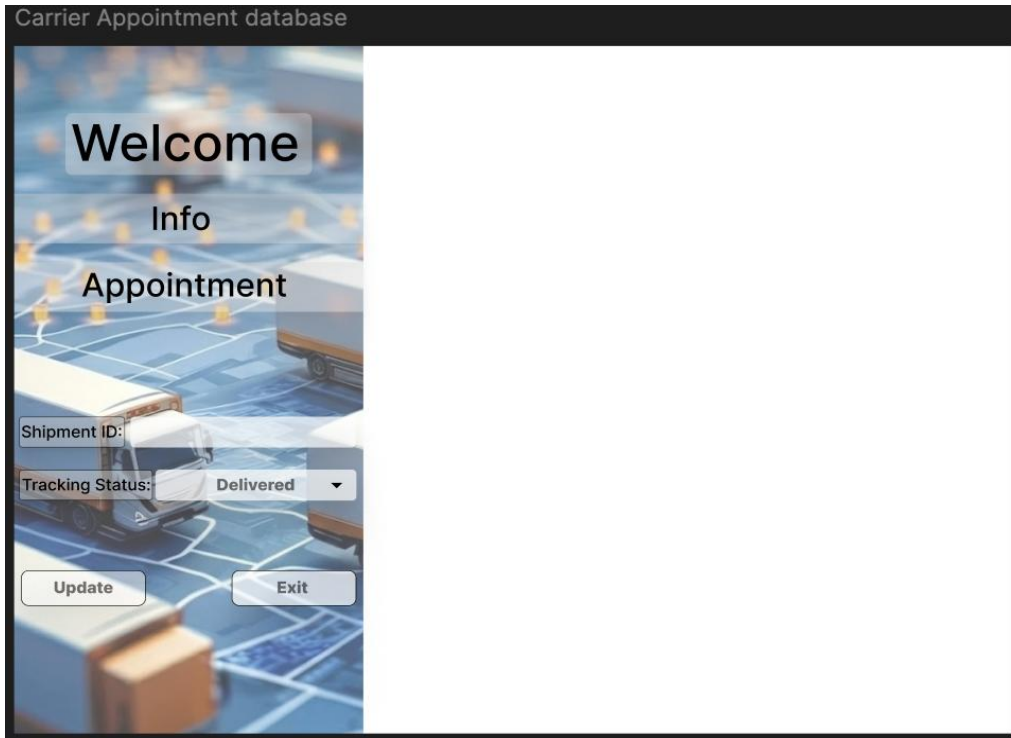 Carrier Appointment database
Welcome
Info
Appointment
Shipment ID:
Tracking Status: Delivered
Update Exit